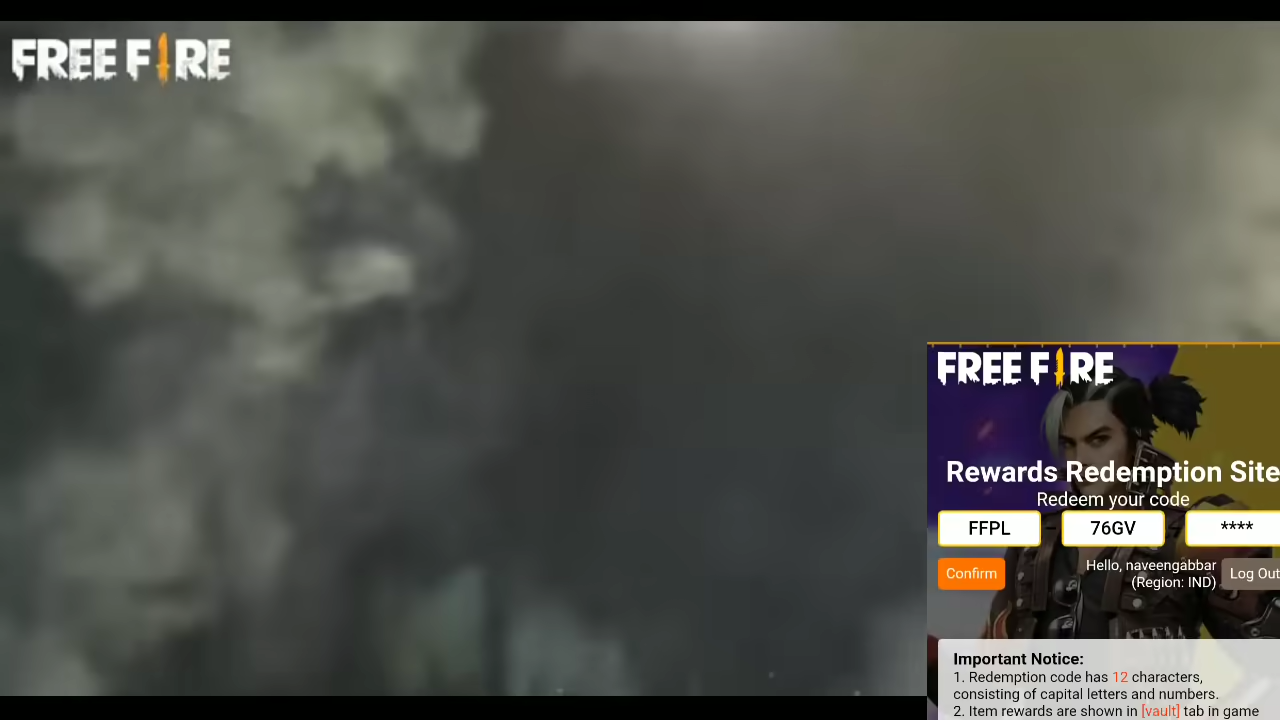 FREE FIRE
FREE FIRE
Rewards Redemption Site
Redeem your code
FFPL - 76GV - ****
Confirm
Hello, naveengabbar
(Region: IND)
Log Out
Important Notice:
1. Redemption code has 12 characters,
consisting of capital letters and numbers.
2. Item rewards are shown in [vault] tab in game